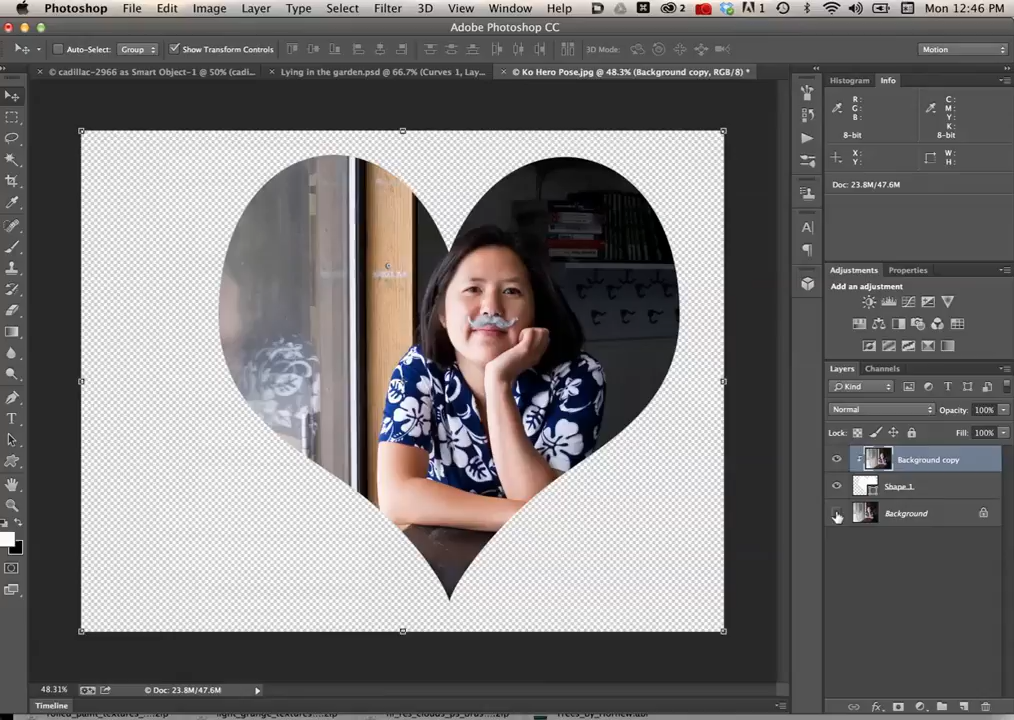 Photoshop File Edit Image Layer Type Select Filter 3D View Window Help 2 1 Mon 12:46 PM
Adobe Photoshop CC
Auto-Select: Group Show Transform Controls 3D Mode: Motion
× © cadillac-2966 as Smart Object-1 @ 50% (cadi... × Lying in the garden.psd @ 66.7% (Curves 1, Lay... × © Ko Hero Pose.jpg @ 48.3% (Background copy, RGB/8) *
Histogram Info
R: C:
G: M:
B: Y:
K:
8-bit 8-bit
X: W:
Y: H:
Doc: 23.8M/47.6M
Adjustments Properties
Add an adjustment
Layers Channels
Kind
Normal Opacity: 100%
Lock: Fill: 100%
Background copy
Shape 1
Background
48.31% © Doc: 23.8M/47.6M
Timeline